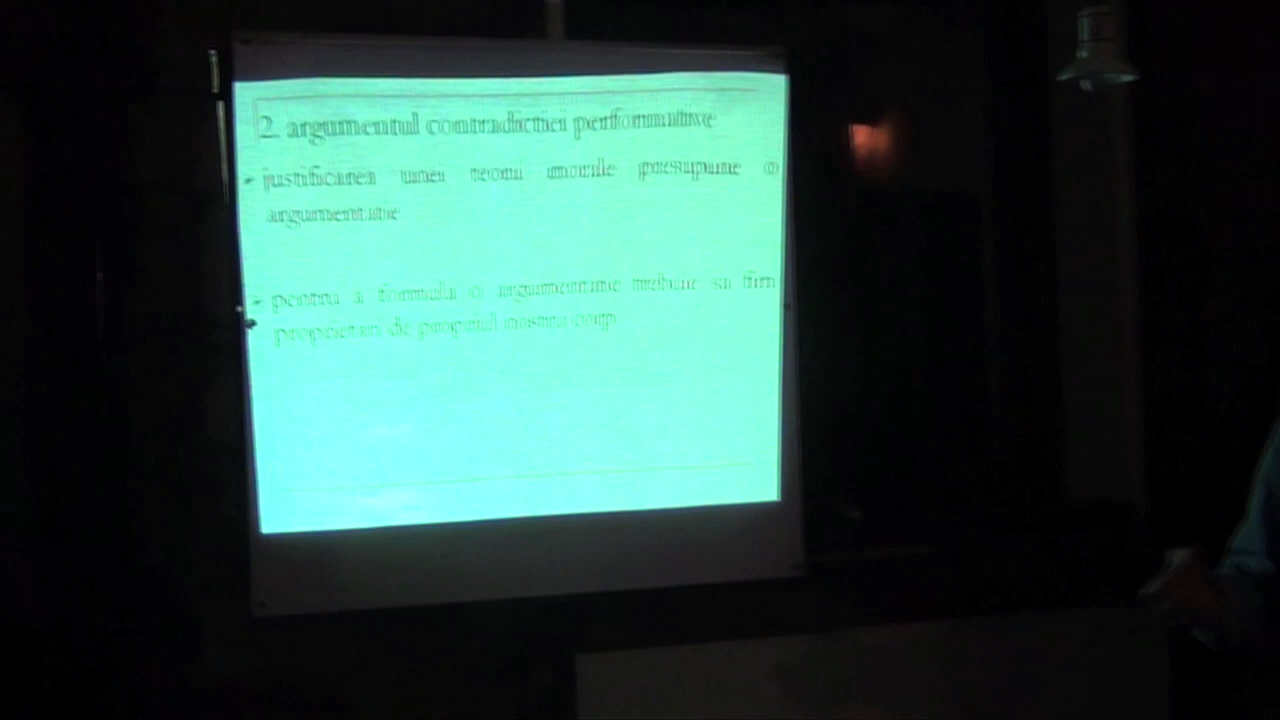 2. argumentul contradictiei performative
justificarea unei teorii morale presupune o
argumentatie
pentru a formula o argumentatie trebuie sa fim
proprietari de propriul nostru corp